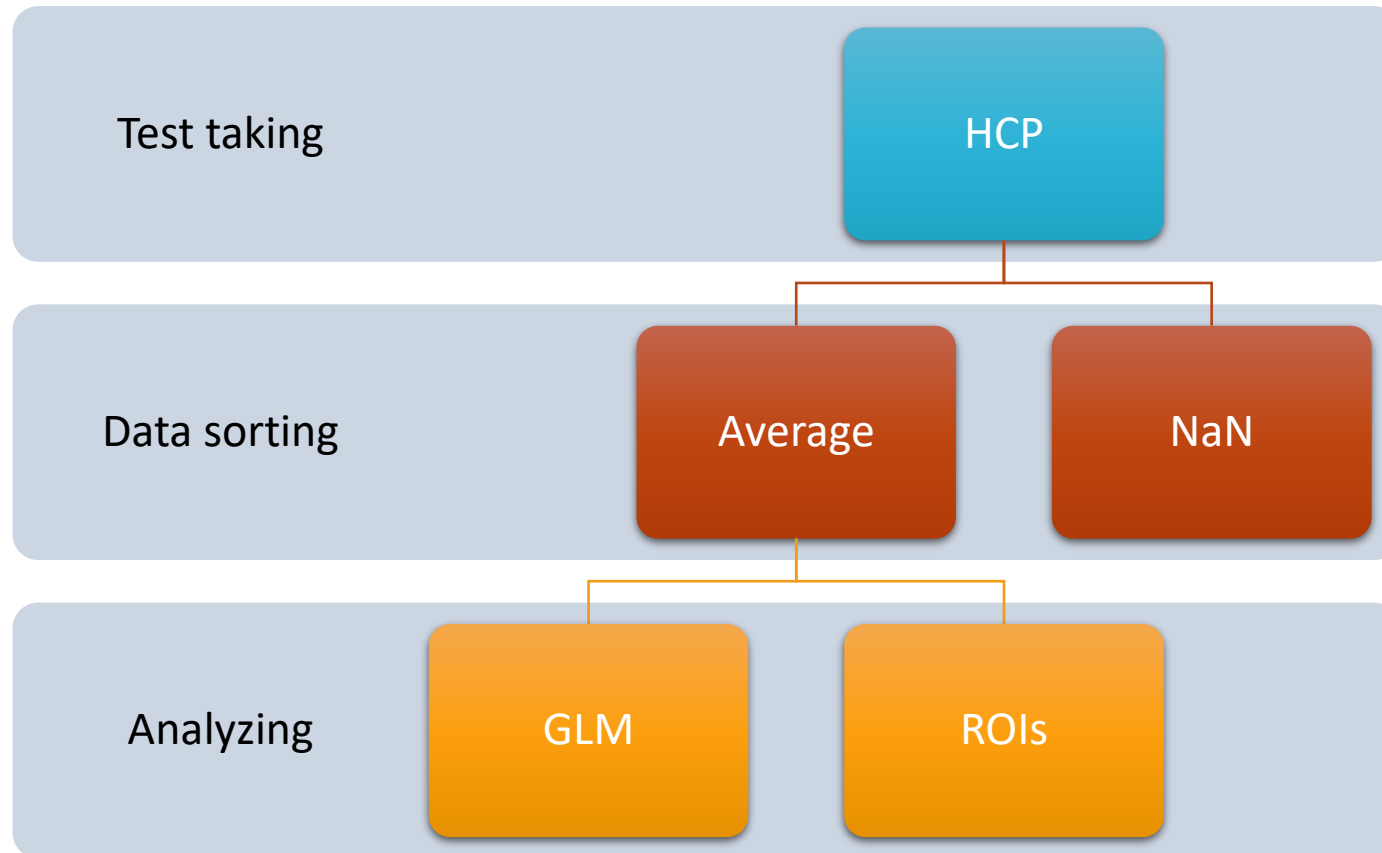 Test taking
HCP
Data sorting
Average
NaN
Analyzing
GLM
ROIs